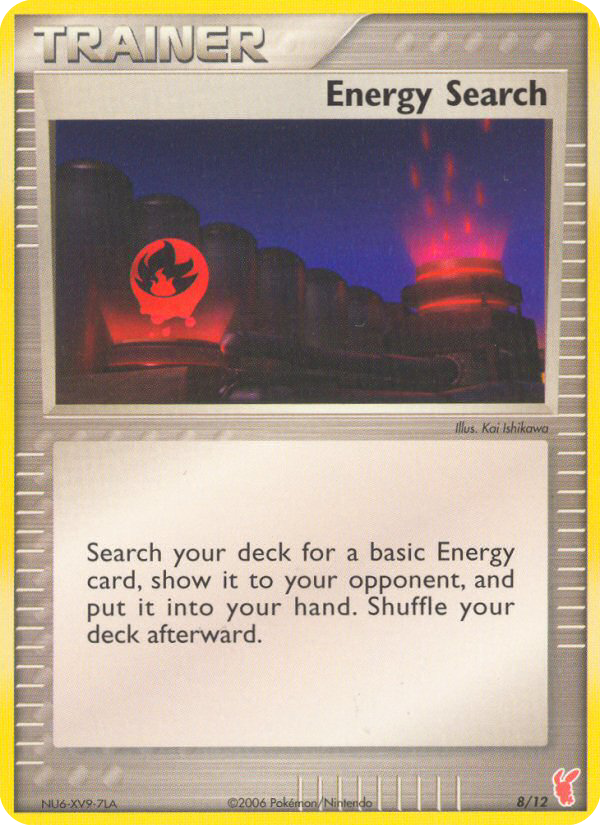 TRAINER
Energy Search
Illus. Kai Ishikawa
Search your deck for a basic Energy
card, show it to your opponent, and
put it into your hand. Shuffle your
deck afterward.
NU6-XV9-7LA
©2006 Pokémon/Nintendo
8/12